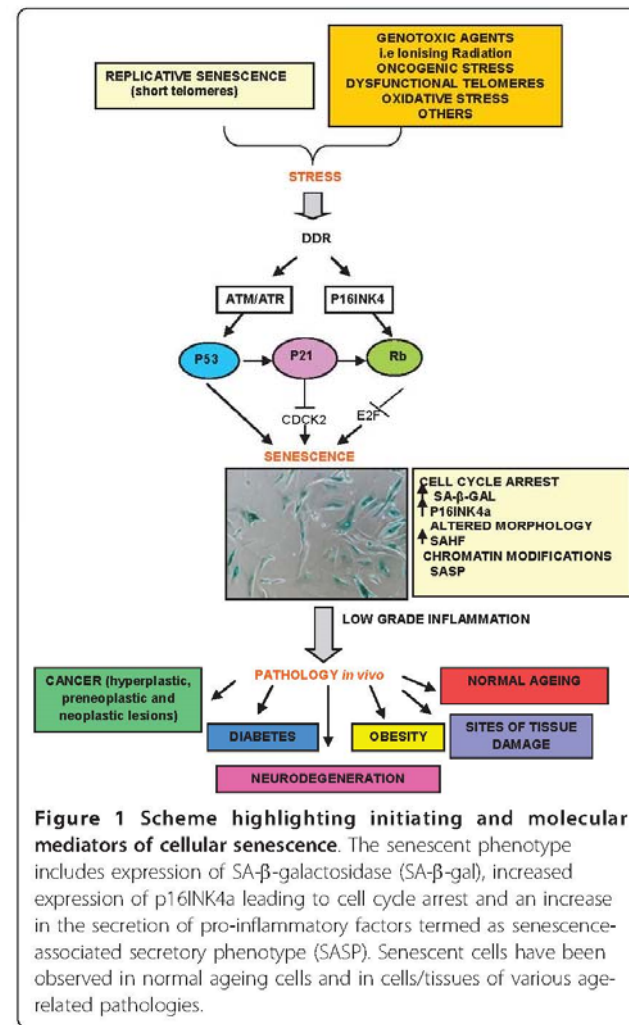 GENOTOXIC AGENTS
i.e Ionising Radiation
ONCOGENIC STRESS
DYSFUNCTIONAL TELOMERES
OXIDATIVE STRESS
OTHERS
REPLICATIVE SENESCENCE
(short telomeres)
STRESS
DDR
ATM/ATR
P16INK4
P53
P21
Rb
CDCK2
E2F
SENESCENCE
CELL CYCLE ARREST
SA-β-GAL
P16INK4a
ALTERED MORPHOLOGY
SAHF
CHROMATIN MODIFICATIONS
SASP
LOW GRADE INFLAMMATION
PATHOLOGY in vivo
CANCER (hyperplastic,
preneoplastic and
neoplastic lesions)
NORMAL AGEING
DIABETES
OBESITY
SITES OF TISSUE
DAMAGE
NEURODEGENERATION
Figure 1 Scheme highlighting initiating and molecular
mediators of cellular senescence. The senescent phenotype
includes expression of SA-β-galactosidase (SA-β-gal), increased
expression of p16INK4a leading to cell cycle arrest and an increase
in the secretion of pro-inflammatory factors termed as senescence-
associated secretory phenotype (SASP). Senescent cells have been
observed in normal ageing cells and in cells/tissues of various age-
related pathologies.